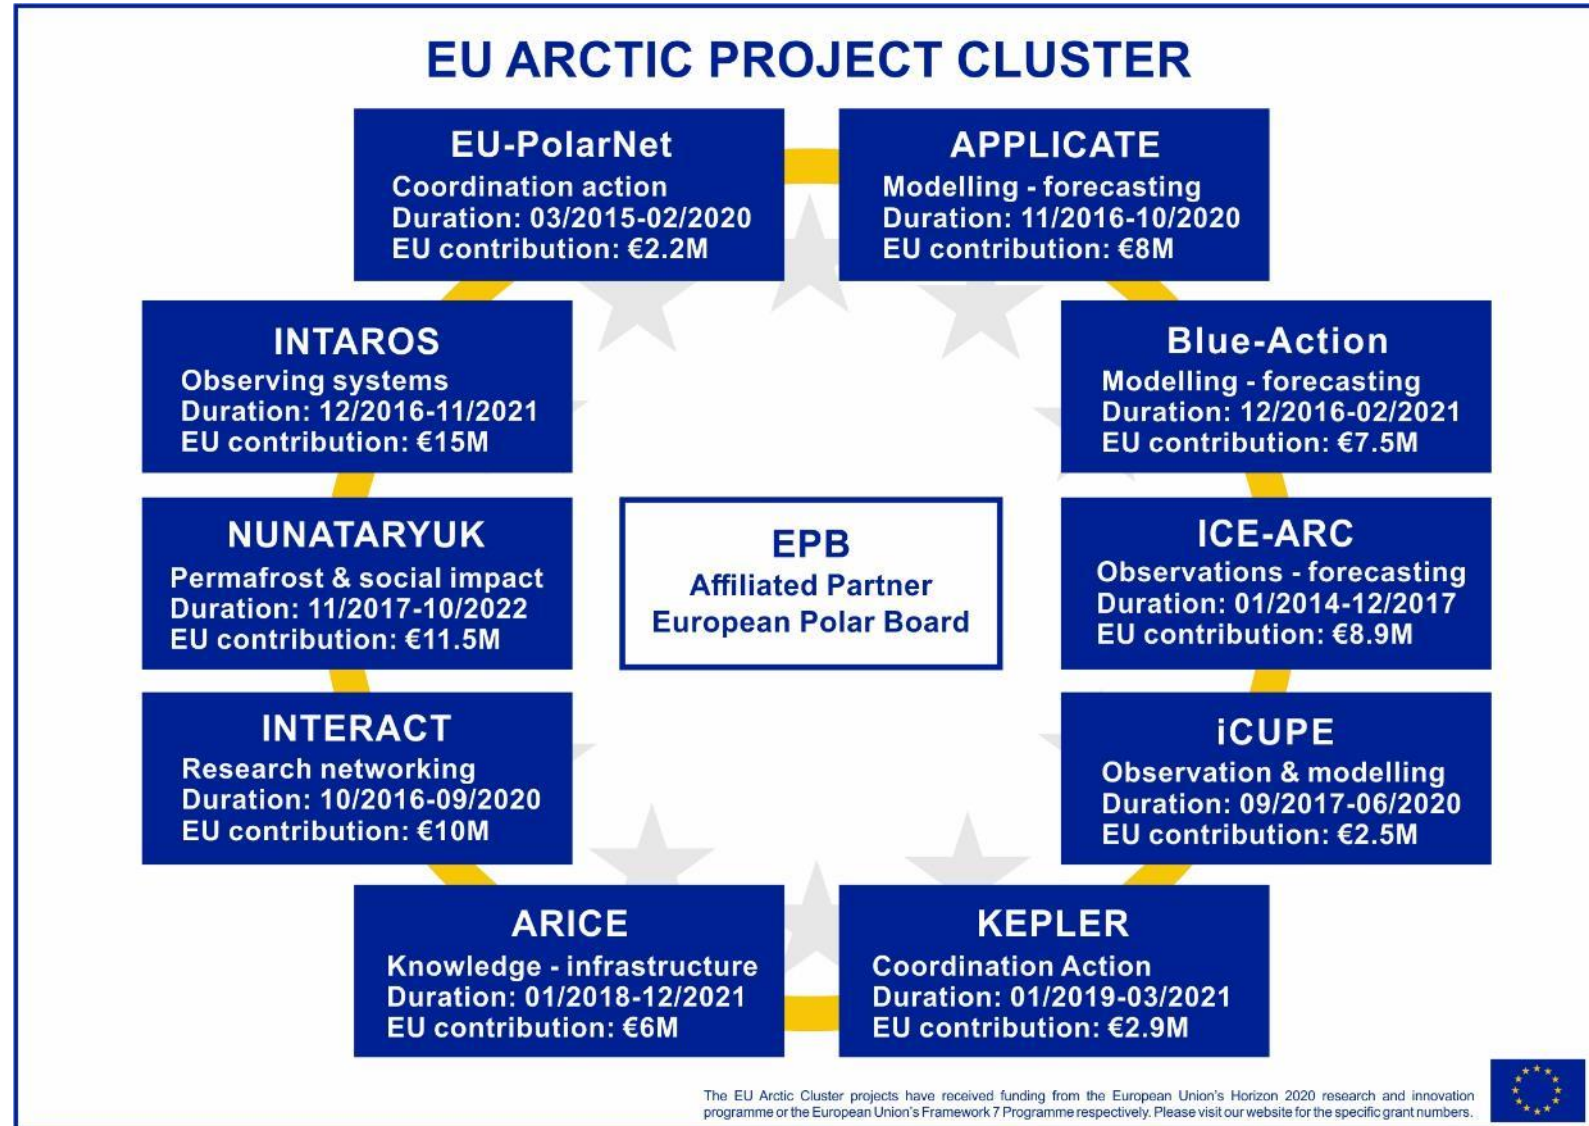 EU ARCTIC PROJECT CLUSTER
EU-PolarNet
Coordination action
Duration: 03/2015-02/2020
EU contribution: €2.2M
APPLICATE
Modelling - forecasting
Duration: 11/2016-10/2020
EU contribution: €8M
INTAROS
Observing systems
Duration: 12/2016-11/2021
EU contribution: €15M
Blue-Action
Modelling - forecasting
Duration: 12/2016-02/2021
EU contribution: €7.5M
NUNATARYUK
Permafrost & social impact
Duration: 11/2017-10/2022
EU contribution: €11.5M
EPB
Affiliated Partner
European Polar Board
ICE-ARC
Observations - forecasting
Duration: 01/2014-12/2017
EU contribution: €8.9M
INTERACT
Research networking
Duration: 10/2016-09/2020
EU contribution: €10M
iCUPE
Observation & modelling
Duration: 09/2017-06/2020
EU contribution: €2.5M
ARICE
Knowledge - infrastructure
Duration: 01/2018-12/2021
EU contribution: €6M
KEPLER
Coordination Action
Duration: 01/2019-03/2021
EU contribution: €2.9M
The EU Arctic Cluster projects have received funding from the European Union's Horizon 2020 research and innovation
programme or the European Union's Framework 7 Programme respectively. Please visit our website for the specific grant numbers.